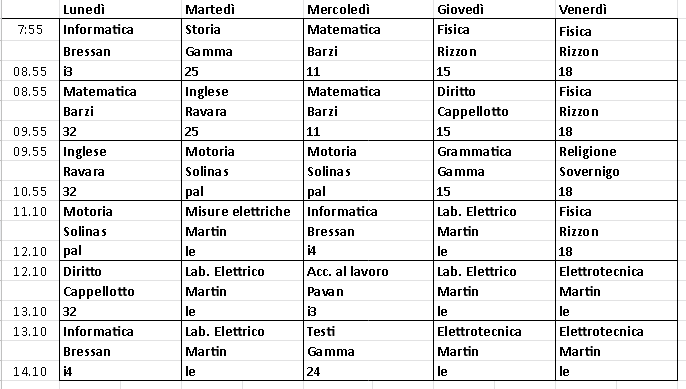 Lunedì Martedì Mercoledì Giovedì Venerdì
7:55 Informatica Storia Matematica Fisica Fisica
Bressan Gamma Barzi Rizzon Rizzon
08.55 i3 25 11 15 18
08.55 Matematica Inglese Matematica Diritto Fisica
Barzi Ravara Barzi Cappellotto Rizzon
09.55 32 25 11 15 18
09.55 Inglese Motoria Motoria Grammatica Religione
Ravara Solinas Solinas Gamma Sovernigo
10.55 32 pal pal 15 18
11.10 Motoria Misure elettriche Informatica Lab. Elettrico Fisica
Solinas Martin Bressan Martin Rizzon
12.10 pal le i4 le 18
12.10 Diritto Lab. Elettrico Acc. al lavoro Lab. Elettrico Elettrotecnica
Cappellotto Martin Pavan Martin Martin
13.10 32 le i3 le le
13.10 Informatica Lab. Elettrico Testi Elettrotecnica Elettrotecnica
Bressan Martin Gamma Martin Martin
14.10 i4 le 24 le le